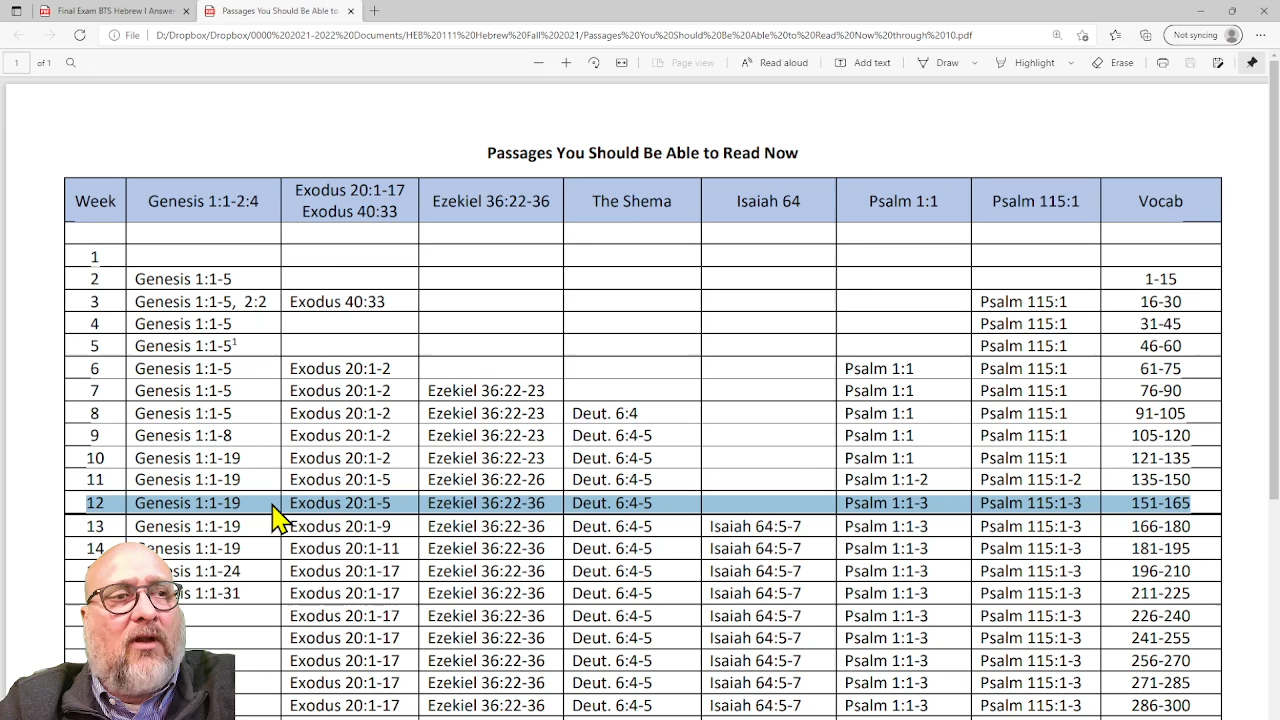 Final Exam BTS Hebrew I Answer
Passages You Should Be Able to
File D:/Dropbox/Dropbox/0000%202021-2022%20Documents/HEB%20111%20Hebrew%20Fall%202021/Passages%20You%20Should%20Be%20Able%20to%20Read%20Now%20through%2010.pdf Not syncing
1 of 1 Page view Read aloud Add text Draw Highlight Erase
Passages You Should Be Able to Read Now
Week Genesis 1:1-2:4 Exodus 20:1-17 Exodus 40:33 Ezekiel 36:22-36 The Shema Isaiah 64 Psalm 1:1 Psalm 115:1 Vocab
1
2 Genesis 1:1-5 1-15
3 Genesis 1:1-5, 2:2 Exodus 40:33 Psalm 115:1 16-30
4 Genesis 1:1-5 Psalm 115:1 31-45
5 Genesis 1:1-5¹ Psalm 115:1 46-60
6 Genesis 1:1-5 Exodus 20:1-2 Psalm 1:1 Psalm 115:1 61-75
7 Genesis 1:1-5 Exodus 20:1-2 Ezekiel 36:22-23 Psalm 1:1 Psalm 115:1 76-90
8 Genesis 1:1-5 Exodus 20:1-2 Ezekiel 36:22-23 Deut. 6:4 Psalm 1:1 Psalm 115:1 91-105
9 Genesis 1:1-8 Exodus 20:1-2 Ezekiel 36:22-23 Deut. 6:4-5 Psalm 1:1 Psalm 115:1 105-120
10 Genesis 1:1-19 Exodus 20:1-2 Ezekiel 36:22-23 Deut. 6:4-5 Psalm 1:1 Psalm 115:1 121-135
11 Genesis 1:1-19 Exodus 20:1-5 Ezekiel 36:22-26 Deut. 6:4-5 Psalm 1:1-2 Psalm 115:1-2 135-150
12 Genesis 1:1-19 Exodus 20:1-5 Ezekiel 36:22-36 Deut. 6:4-5 Psalm 1:1-3 Psalm 115:1-3 151-165
13 Genesis 1:1-19 Exodus 20:1-9 Ezekiel 36:22-36 Deut. 6:4-5 Isaiah 64:5-7 Psalm 1:1-3 Psalm 115:1-3 166-180
14 Genesis 1:1-19 Exodus 20:1-11 Ezekiel 36:22-36 Deut. 6:4-5 Isaiah 64:5-7 Psalm 1:1-3 Psalm 115:1-3 181-195
1:1-24 Exodus 20:1-17 Ezekiel 36:22-36 Deut. 6:4-5 Isaiah 64:5-7 Psalm 1:1-3 Psalm 115:1-3 196-210
1:1-31 Exodus 20:1-17 Ezekiel 36:22-36 Deut. 6:4-5 Isaiah 64:5-7 Psalm 1:1-3 Psalm 115:1-3 211-225
Exodus 20:1-17 Ezekiel 36:22-36 Deut. 6:4-5 Isaiah 64:5-7 Psalm 1:1-3 Psalm 115:1-3 226-240
Exodus 20:1-17 Ezekiel 36:22-36 Deut. 6:4-5 Isaiah 64:5-7 Psalm 1:1-3 Psalm 115:1-3 241-255
Exodus 20:1-17 Ezekiel 36:22-36 Deut. 6:4-5 Isaiah 64:5-7 Psalm 1:1-3 Psalm 115:1-3 256-270
Exodus 20:1-17 Ezekiel 36:22-36 Deut. 6:4-5 Isaiah 64:5-7 Psalm 1:1-3 Psalm 115:1-3 271-285
Exodus 20:1-17 Ezekiel 36:22-36 Deut. 6:4-5 Isaiah 64:5-7 Psalm 1:1-3 Psalm 115:1-3 286-300